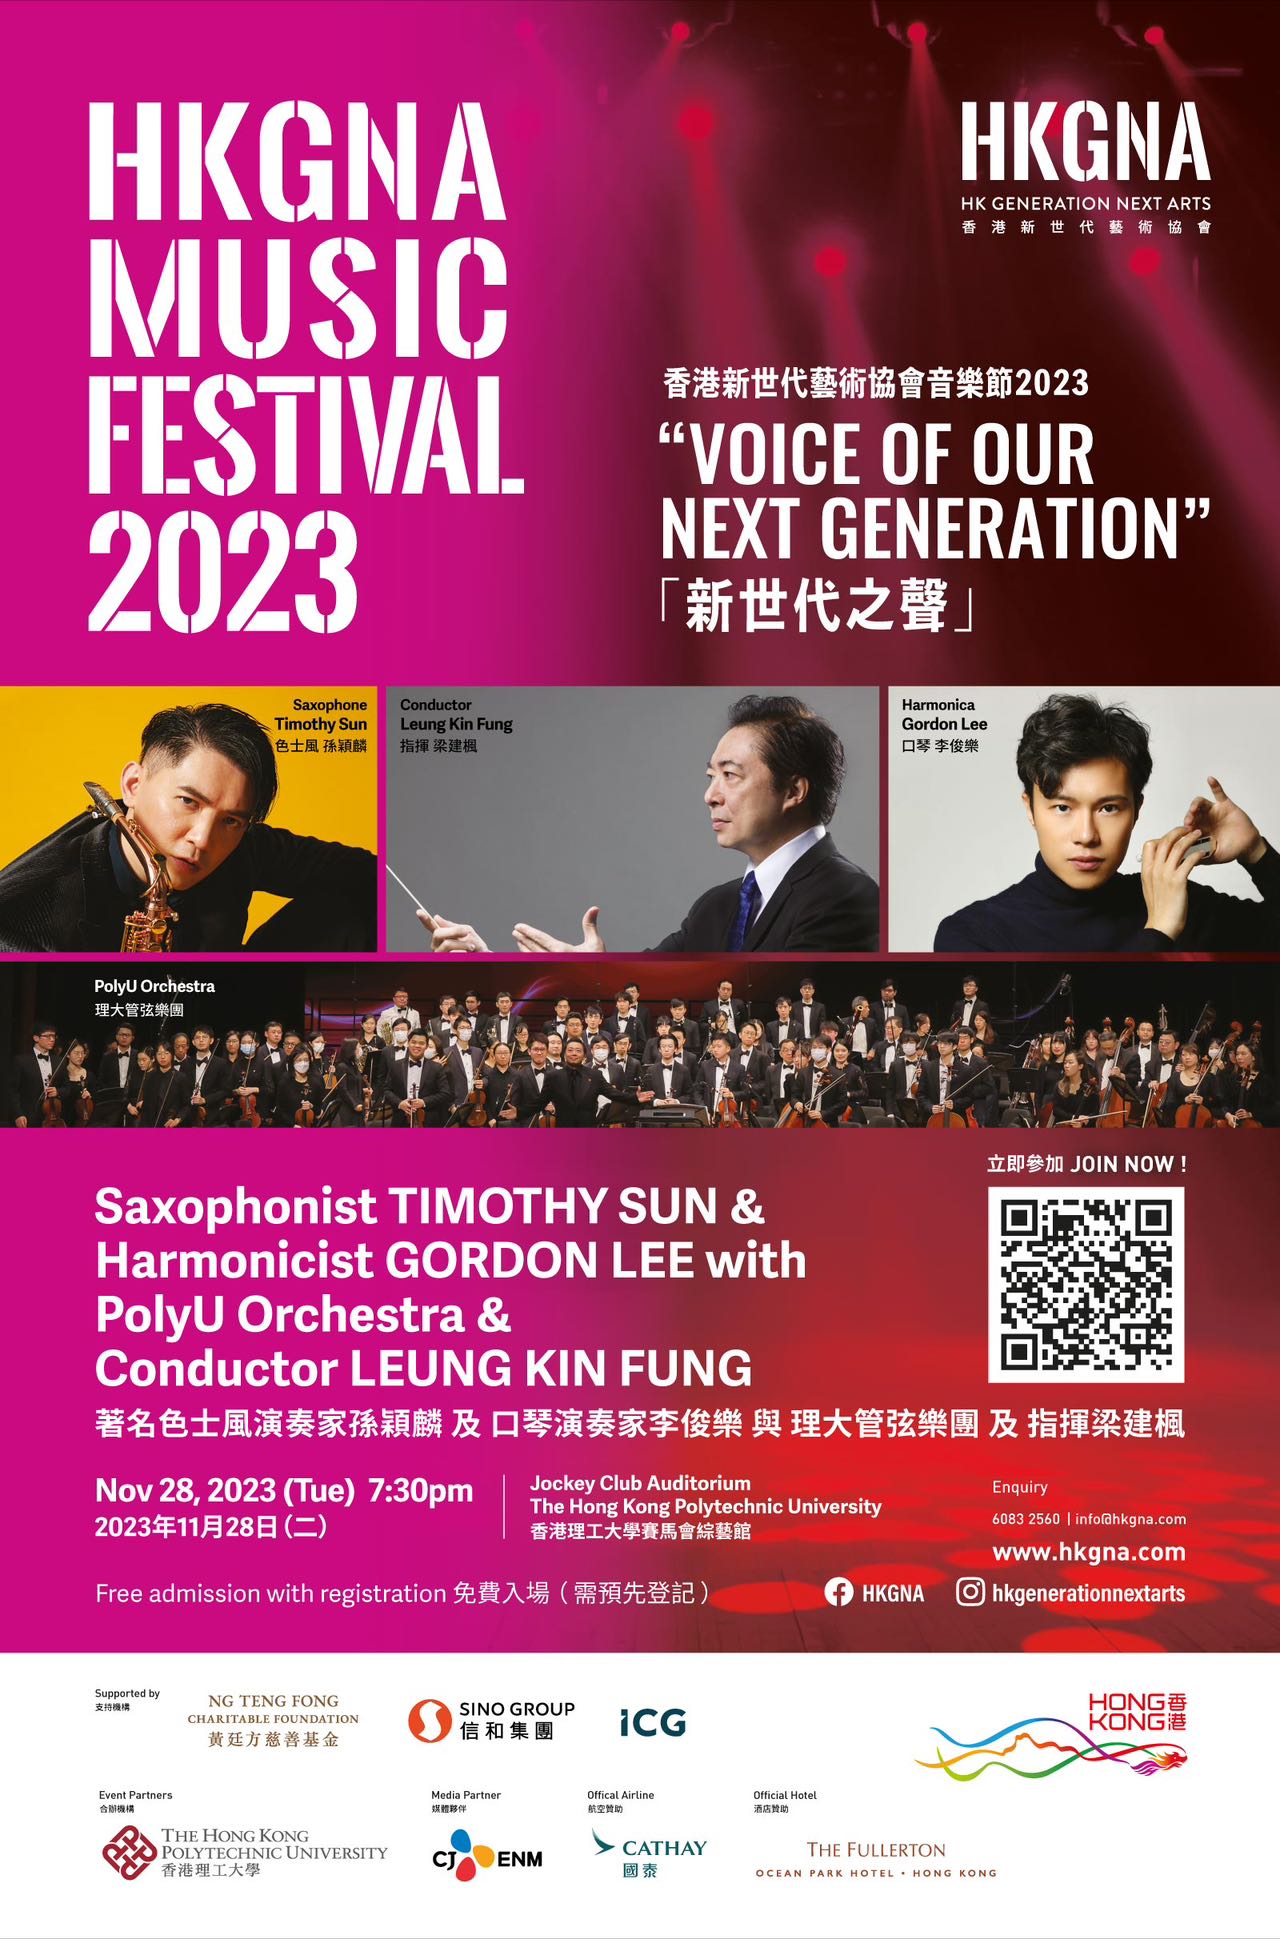 HKGNA
MUSIC
FESTIVAL
2023
HKGNA
HK GENERATION NEXT ARTS
香港新世代藝術協會
香港新世代藝術協會音樂節2023
“VOICE OF OUR
NEXT GENERATION”
「新世代之聲」
Saxophone
Timothy Sun
色士風 孫穎麟
Conductor
Leung Kin Fung
指揮 梁建楓
Harmonica
Gordon Lee
口琴 李俊樂
PolyU Orchestra
理大管弦樂團
立即參加 JOIN NOW !
Saxophonist TIMOTHY SUN &
Harmonicist GORDON LEE with
PolyU Orchestra &
Conductor LEUNG KIN FUNG
著名色士風演奏家孫穎麟 及 口琴演奏家李俊樂 與 理大管弦樂團 及 指揮梁建楓
Nov 28, 2023 (Tue) 7:30pm
2023年11月28日（二）
Jockey Club Auditorium
The Hong Kong Polytechnic University
香港理工大學賽馬會綜藝館
Enquiry
6083 2560 | info@hkgna.com
www.hkgna.com
Free admission with registration 免費入場（需預先登記）
HKGNA
hkgenerationnextarts
Supported by
支持機構
NG TENG FONG
CHARITABLE FOUNDATION
黃廷方慈善基金
SINO GROUP
信和集團
ICG
HONG 香
KONG 港
Event Partners
合辦機構
THE HONG KONG
POLYTECHNIC UNIVERSITY
香港理工大學
Media Partner
媒體夥伴
CJ ENM
Offical Airline
航空贊助
CATHAY
國泰
Official Hotel
酒店贊助
THE FULLERTON
OCEAN PARK HOTEL • HONG KONG